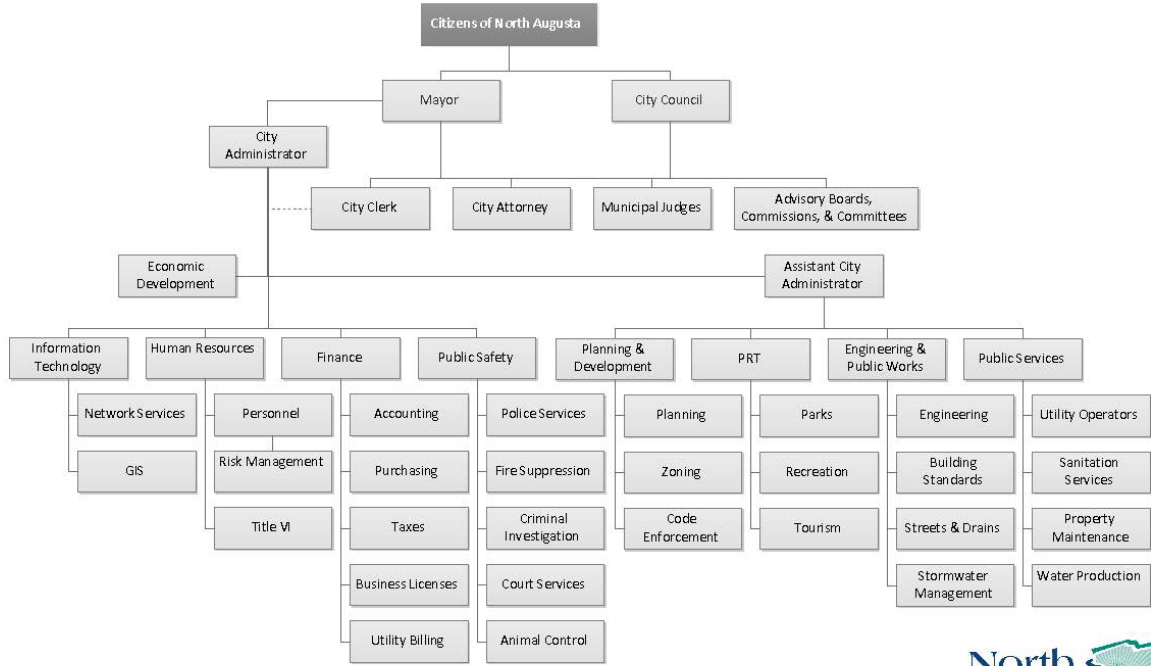 Citizens of North Augusta
Mayor
City Council
City
Administrator
City Clerk
City Attorney
Municipal Judges
Advisory Boards,
Commissions, & Committees
Economic
Development
Assistant City
Administrator
Information
Technology
Human Resources
Finance
Public Safety
Planning &
Development
PRT
Engineering &
Public Works
Public Services
Network Services
Personnel
Accounting
Police Services
Planning
Parks
Engineering
Utility Operators
GIS
Risk Management
Purchasing
Fire Suppression
Zoning
Recreation
Building
Standards
Sanitation
Services
Title VI
Taxes
Criminal
Investigation
Code
Enforcement
Tourism
Streets & Drains
Property
Maintenance
Business Licenses
Court Services
Stormwater
Management
Water Production
Utility Billing
Animal Control
North